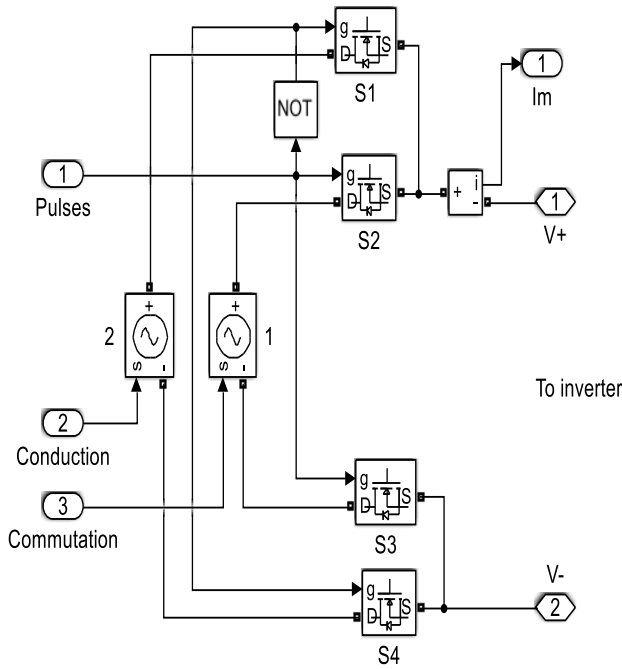 g
D
S
S1
1
Im
NOT
1
Pulses
g
D
S
S2
+
i
-
1
V+
2
+
s
-
+
s
-
1
To inverter
2
Conduction
3
Commutation
g
D
S
S3
V-
2
g
D
S
S4